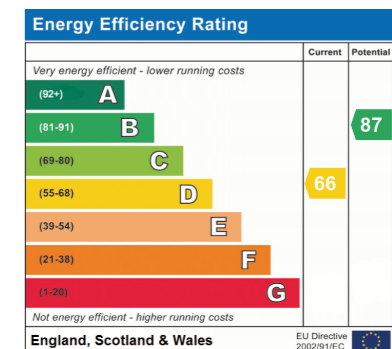 Energy Efficiency Rating
Current Potential
Very energy efficient - lower running costs
(92+) A
(81-91) B
87
(69-80) C
(55-68) D
66
(39-54) E
(21-38) F
(1-20) G
Not energy efficient - higher running costs
England, Scotland & Wales
EU Directive
2002/91/EC